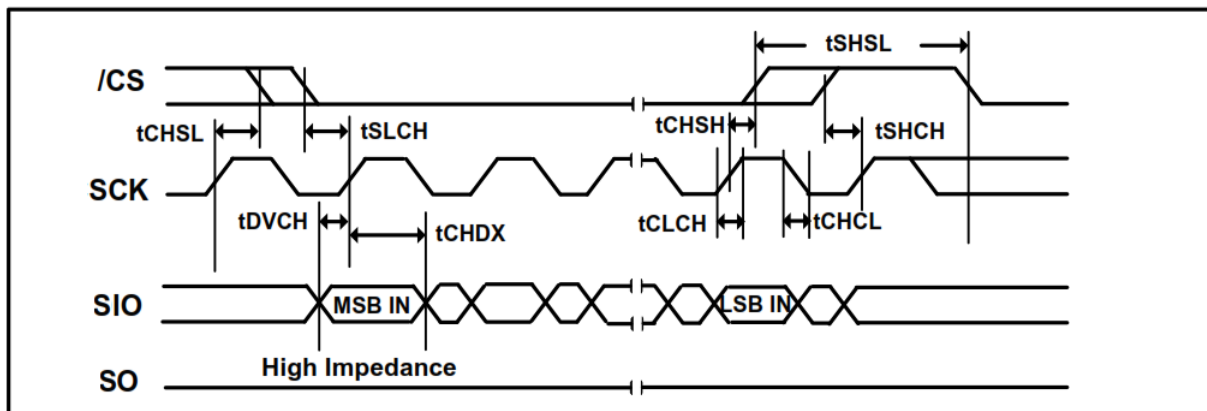 tSHSL
/CS
tCHSL
tSLCH
tCHSH
tSHCH
SCK
tDVCH
tCHDX
tCLCH
tCHCL
SIO
MSB IN
LSB IN
High Impedance
SO